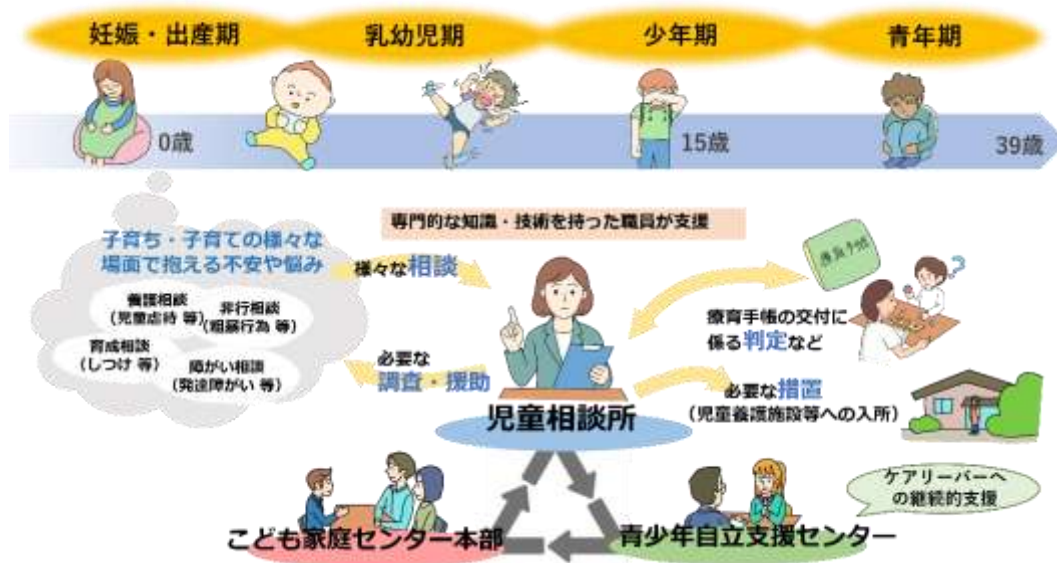 妊娠・出産期
乳幼児期
少年期
青年期
0歳
15歳
39歳
専門的な知識・技術を持った職員が支援
子育ち・子育ての様々な
場面で抱える不安や悩み
養護相談
(児童虐待 等)
非行相談
(粗暴行為 等)
育成相談
(しつけ 等)
障がい相談
(発達障がい 等)
様々な相談
必要な
調査・援助
療育手帳
療育手帳の交付に
係る判定など
必要な措置
(児童養護施設等への入所)
児童相談所
ケアリーバーへ
の継続的支援
こども家庭センター本部
青少年自立支援センター